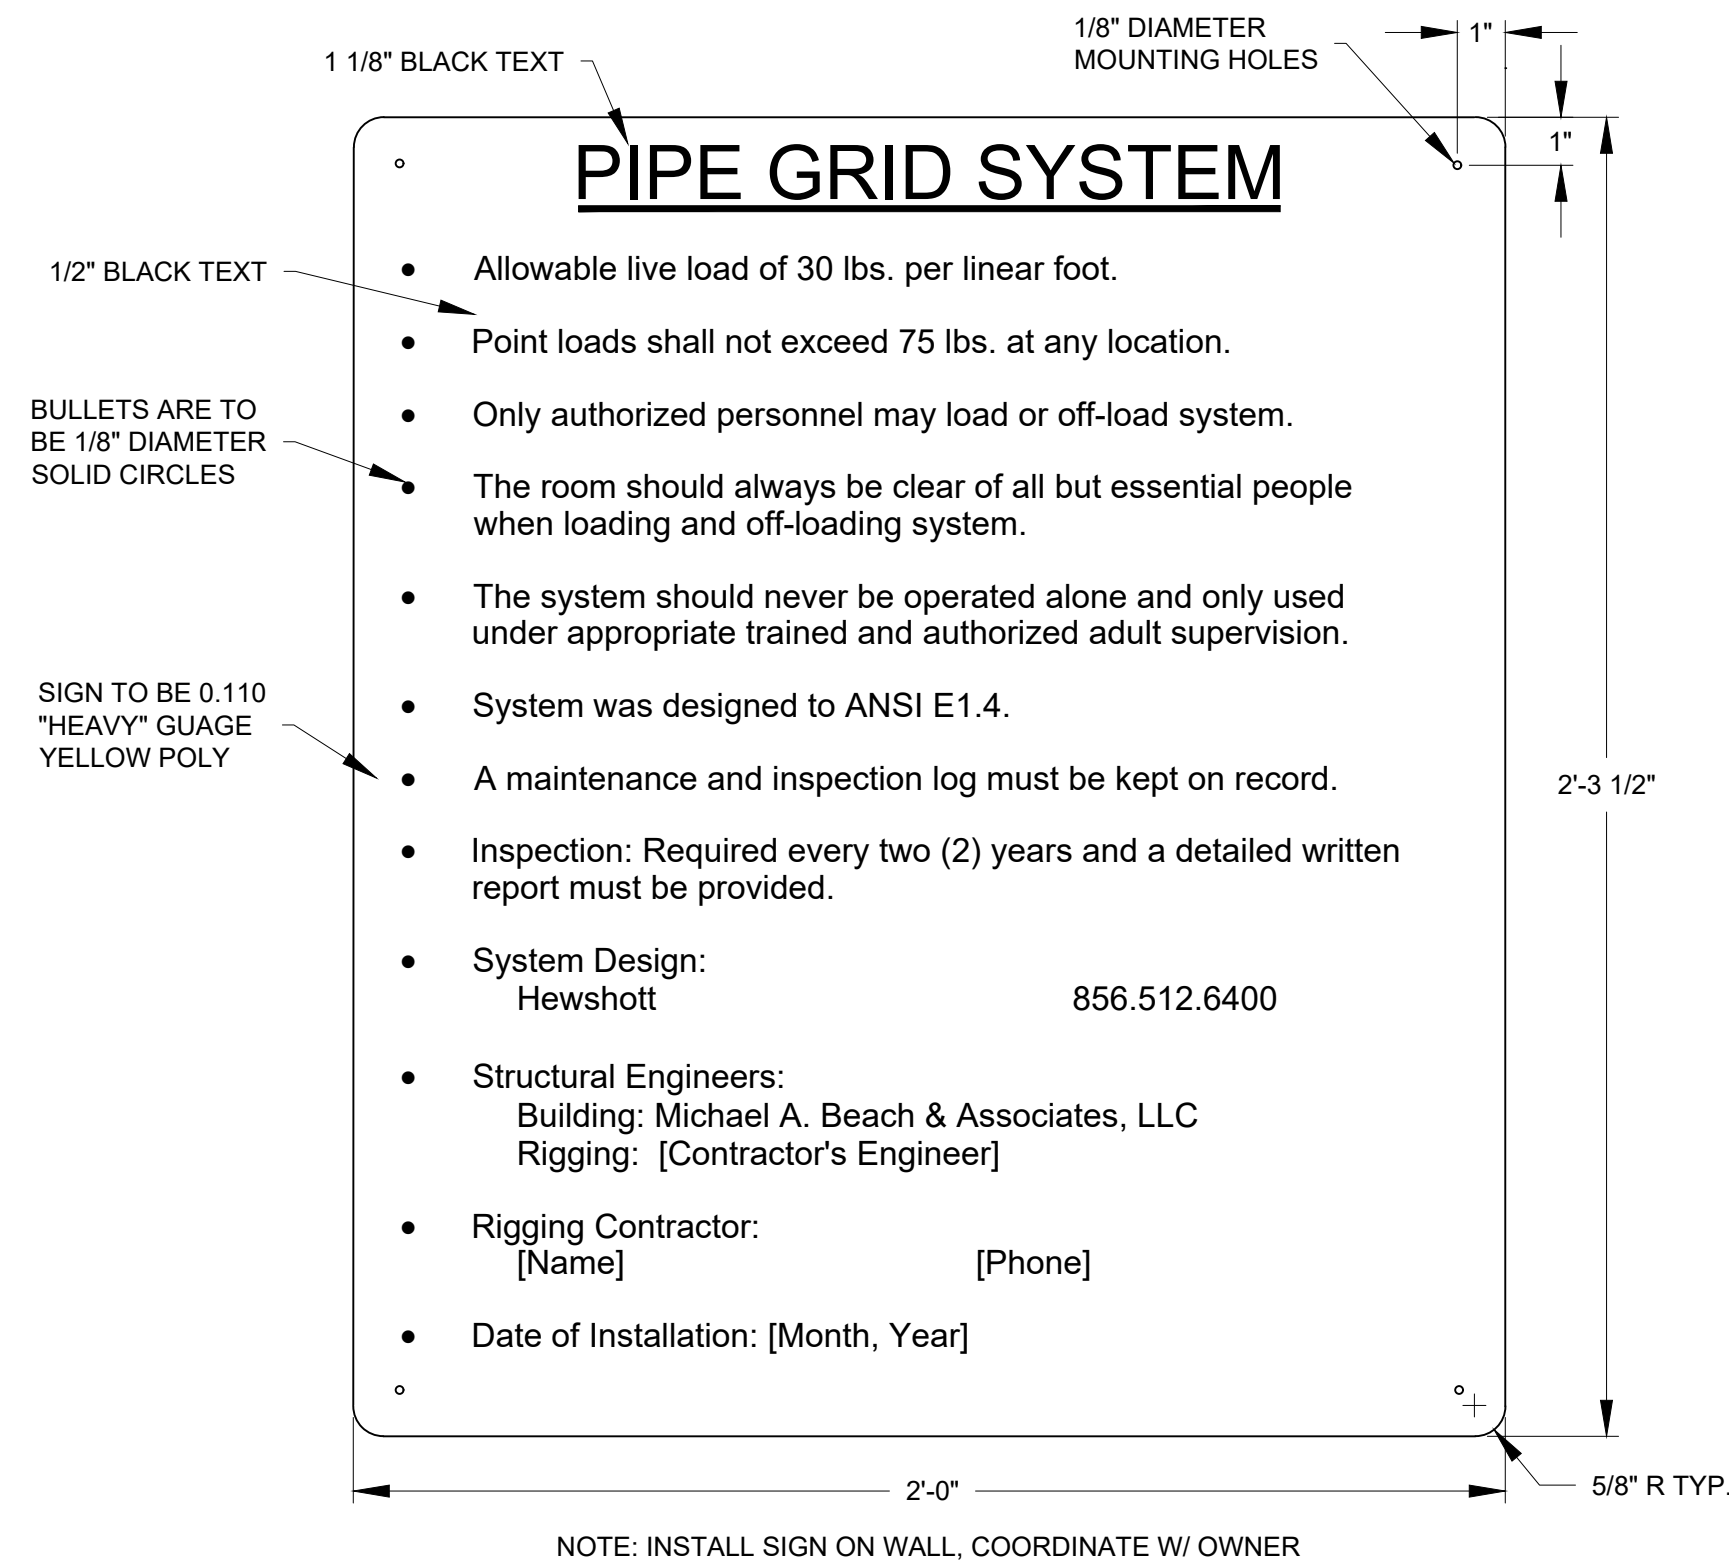 1/8" DIAMETER
MOUNTING HOLES
1"
1 1/8" BLACK TEXT
1"
PIPE GRID SYSTEM
1/2" BLACK TEXT
• Allowable live load of 30 lbs. per linear foot.
• Point loads shall not exceed 75 lbs. at any location.
BULLETS ARE TO
BE 1/8" DIAMETER
SOLID CIRCLES
• Only authorized personnel may load or off-load system.
• The room should always be clear of all but essential people
when loading and off-loading system.
• The system should never be operated alone and only used
under appropriate trained and authorized adult supervision.
SIGN TO BE 0.110
"HEAVY" GUAGE
YELLOW POLY
• System was designed to ANSI E1.4.
• A maintenance and inspection log must be kept on record.
2'-3 1/2"
• Inspection: Required every two (2) years and a detailed written
report must be provided.
• System Design:
Hewshott 856.512.6400
• Structural Engineers:
Building: Michael A. Beach & Associates, LLC
Rigging: [Contractor's Engineer]
• Rigging Contractor:
[Name] [Phone]
• Date of Installation: [Month, Year]
2'-0"
5/8" R TYP.
NOTE: INSTALL SIGN ON WALL, COORDINATE W/ OWNER